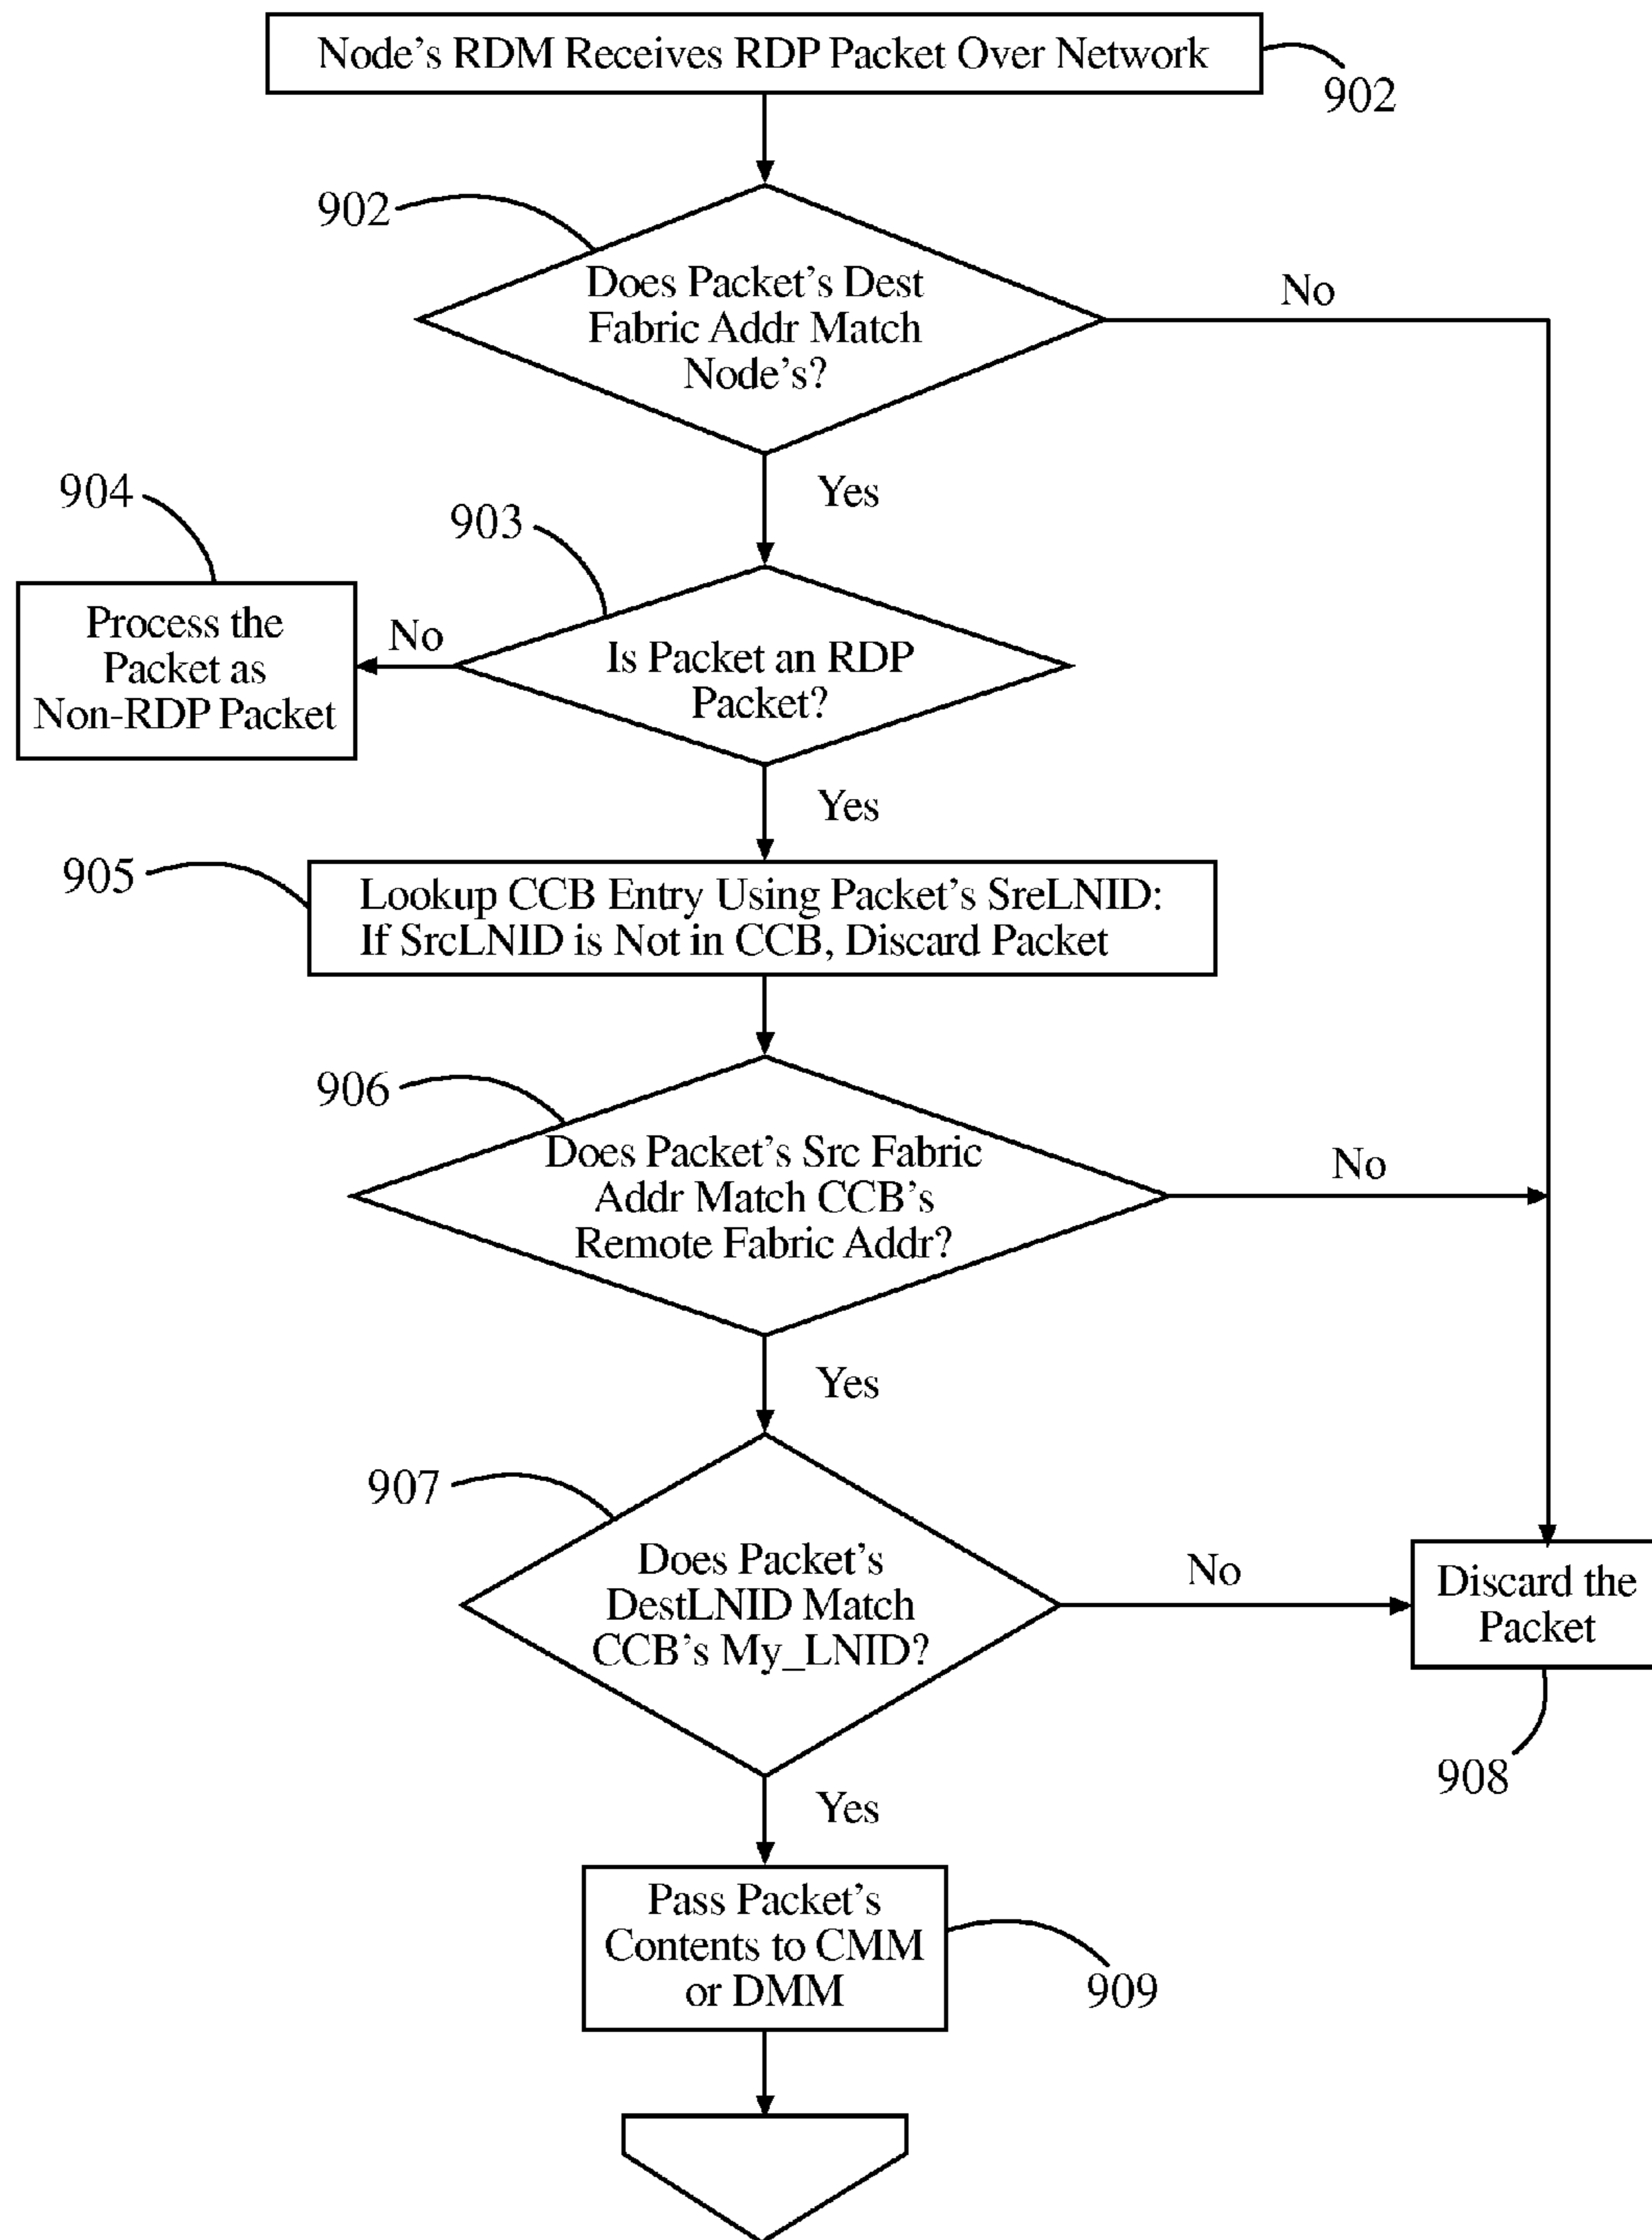 Node's RDM Receives RDP Packet Over Network
902
902
Does Packet's Dest
Fabric Addr Match
Node's?
No
Yes
904
903
Process the
Packet as
Non-RDP Packet
No
Is Packet an RDP
Packet?
Yes
905
Lookup CCB Entry Using Packet's SreLNID:
If SrcLNID is Not in CCB, Discard Packet
906
Does Packet's Src Fabric
Addr Match CCB's
Remote Fabric Addr?
No
Yes
907
Does Packet's
DestLNID Match
CCB's My_LNID?
No
Discard the
Packet
908
Yes
Pass Packet's
Contents to CMM
or DMM
909